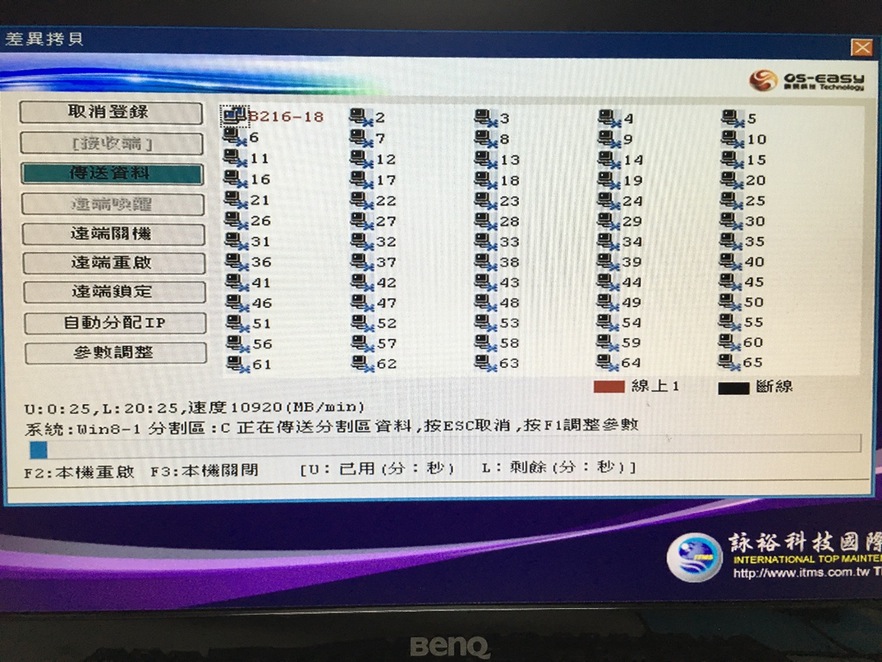 差異拷貝
OS-EASY
Technology
取消登錄
[接收端]
傳送資料
遠端喚醒
遠端關機
遠端重啟
遠端鎖定
自動分配IP
參數調整
B216-18 2 3 4 5
6 7 8 9 10
11 12 13 14 15
16 17 18 19 20
21 22 23 24 25
26 27 28 29 30
31 32 33 34 35
36 37 38 39 40
41 42 43 44 45
46 47 48 49 50
51 52 53 54 55
56 57 58 59 60
61 62 63 64 65
線上1 斷線
U:0:25,L:20:25,速度10920(MB/min)
系統:Win8-1 分割區:C 正在傳送分割區資料,按ESC取消,按F1調整參數
F2:本機重啟 F3:本機關閉 [U: 已用(分:秒) L: 剩餘(分:秒)]
ITMS
詠裕科技國際
INTERNATIONAL TOP MAINTE
http://www.itms.com.tw T
BenQ